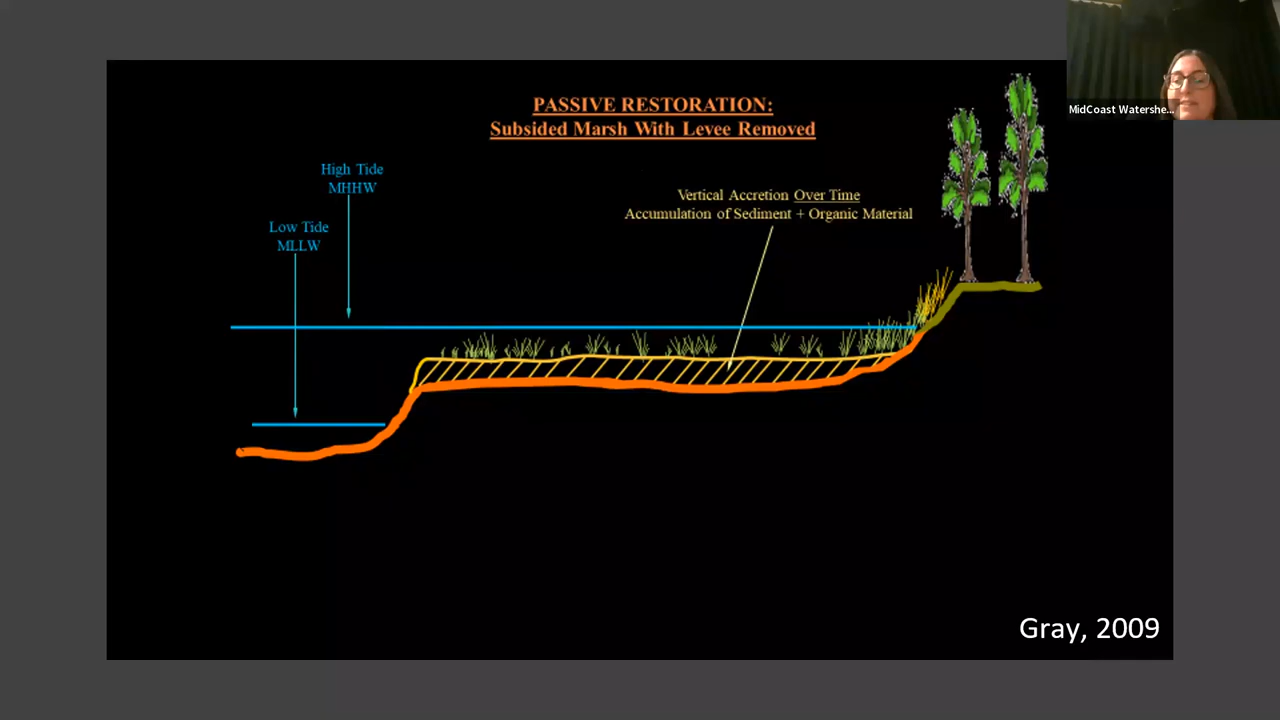 PASSIVE RESTORATION:
Subsided Marsh With Levee Removed
MidCoast Watershe...
High Tide
MHHW
Low Tide
MLLW
Vertical Accretion Over Time
Accumulation of Sediment + Organic Material
Gray, 2009